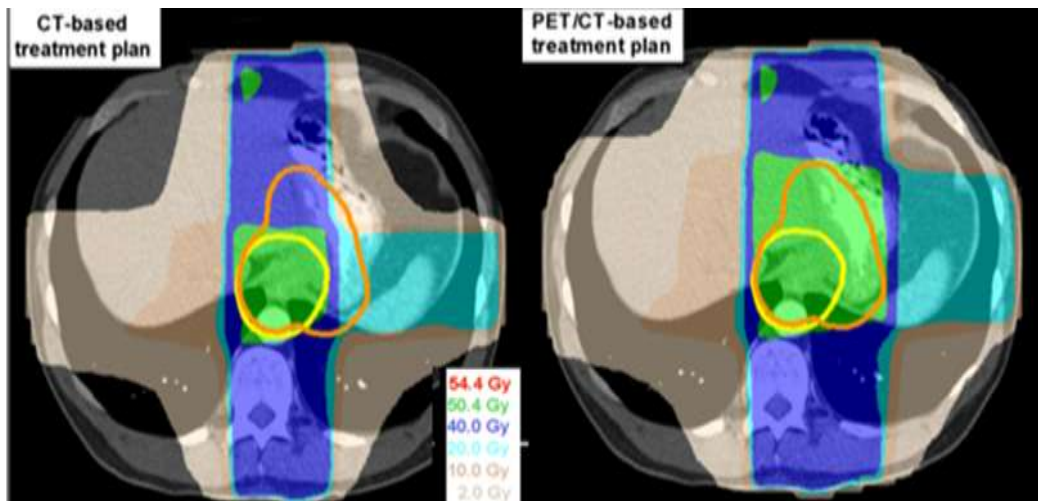 CT-based
treatment plan
PET/CT-based
treatment plan
54.4 Gy
50.4 Gy
40.0 Gy
20.0 Gy
10.0 Gy
2.0 Gy